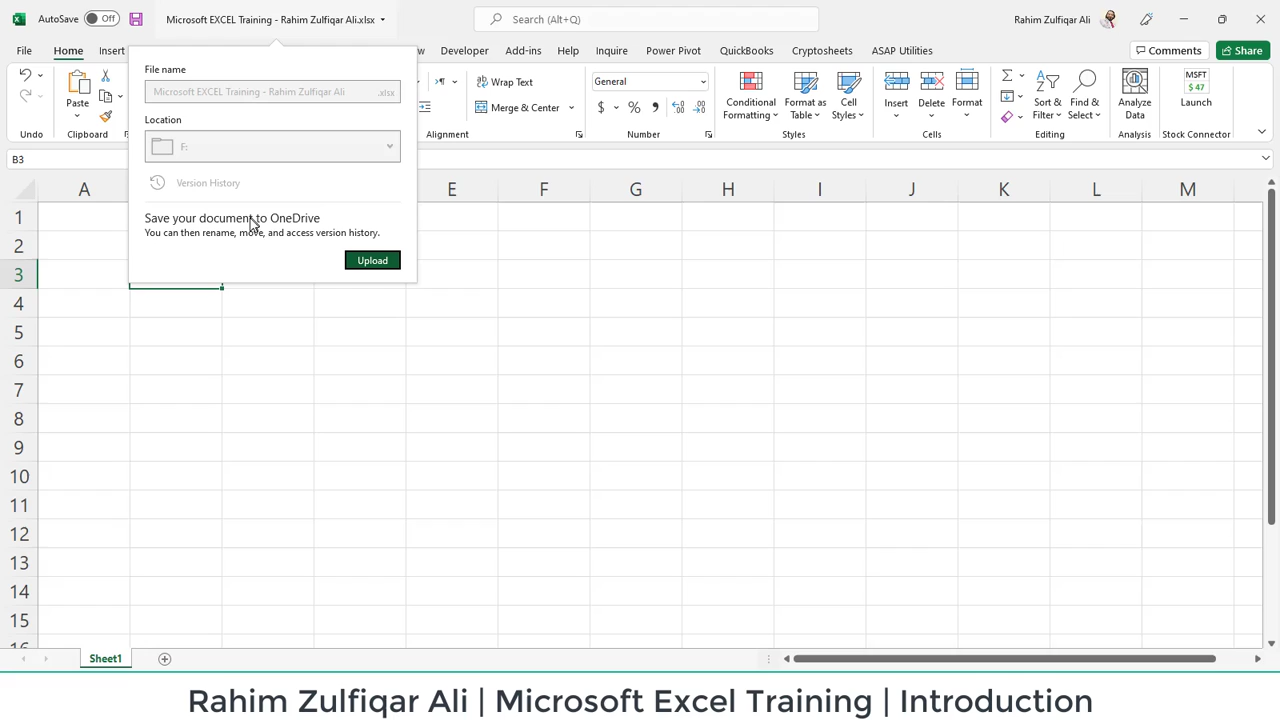 AutoSave Off Microsoft EXCEL Training - Rahim Zulfiqar Ali.xlsx Search (Alt+Q) Rahim Zulfiqar Ali
File Home Insert Developer Add-ins Help Inquire Power Pivot QuickBooks Cryptosheets ASAP Utilities Comments Share
File name
Microsoft EXCEL Training - Rahim Zulfiqar Ali .xlsx
Location
F:
Version History
Save your document to OneDrive
You can then rename, move, and access version history.
Upload
Paste
Wrap Text
Merge & Center
General
$ % ,
Conditional Formatting
Format as Table
Cell Styles
Insert
Delete
Format
Sort & Filter
Find & Select
Analyze Data
MSFT
$ 47
Launch
Undo Clipboard Alignment Number Styles Cells Editing Analysis Stock Connector
B3
A E F G H I J K L M
1
2
3
4
5
6
7
8
9
10
11
12
13
14
15
Sheet1
Rahim Zulfiqar Ali | Microsoft Excel Training | Introduction